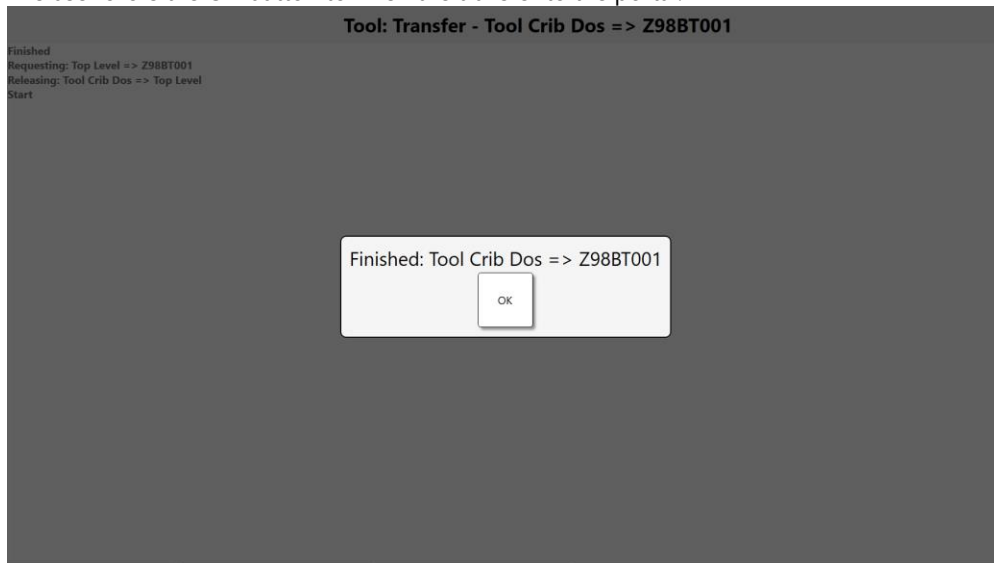 Tool: Transfer - Tool Crib Dos => Z98BT001
Finished
Requesting: Top Level => Z98BT001
Releasing: Tool Crib Dos => Top Level
Start
Finished: Tool Crib Dos => Z98BT001
OK